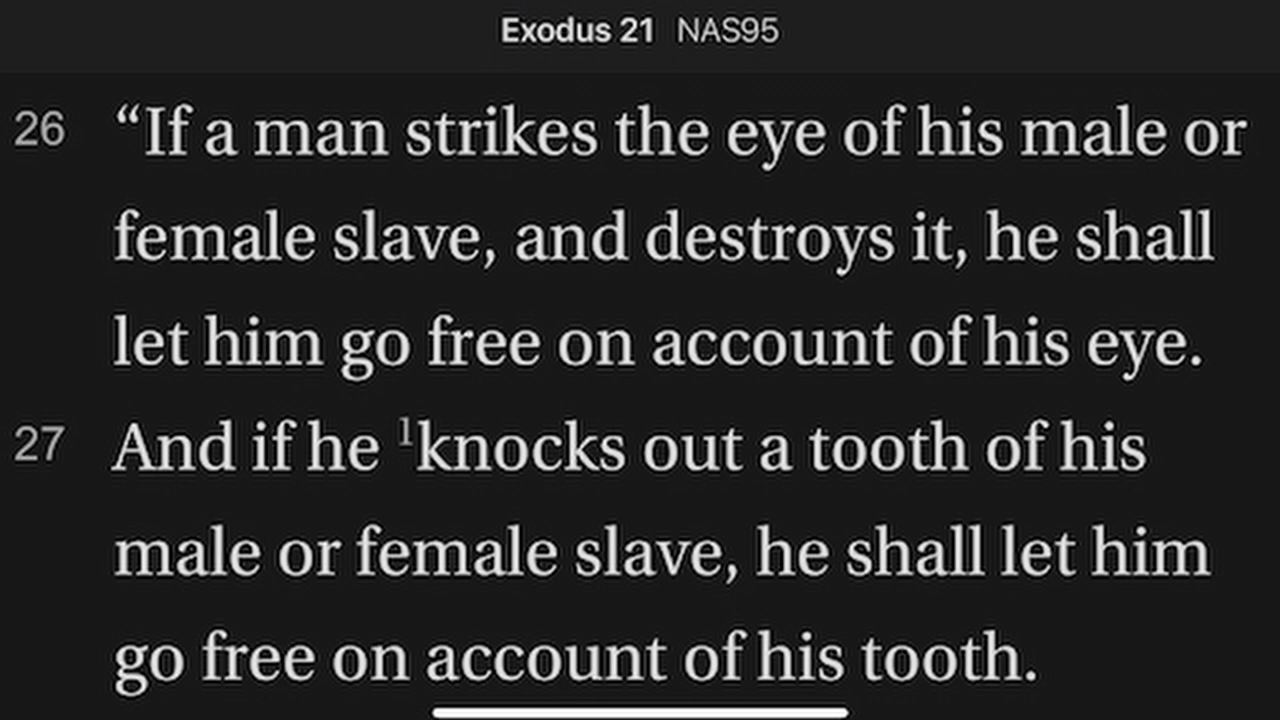 Exodus 21 NAS95
26 “If a man strikes the eye of his male or
female slave, and destroys it, he shall
let him go free on account of his eye.
27 And if he 1knocks out a tooth of his
male or female slave, he shall let him
go free on account of his tooth.